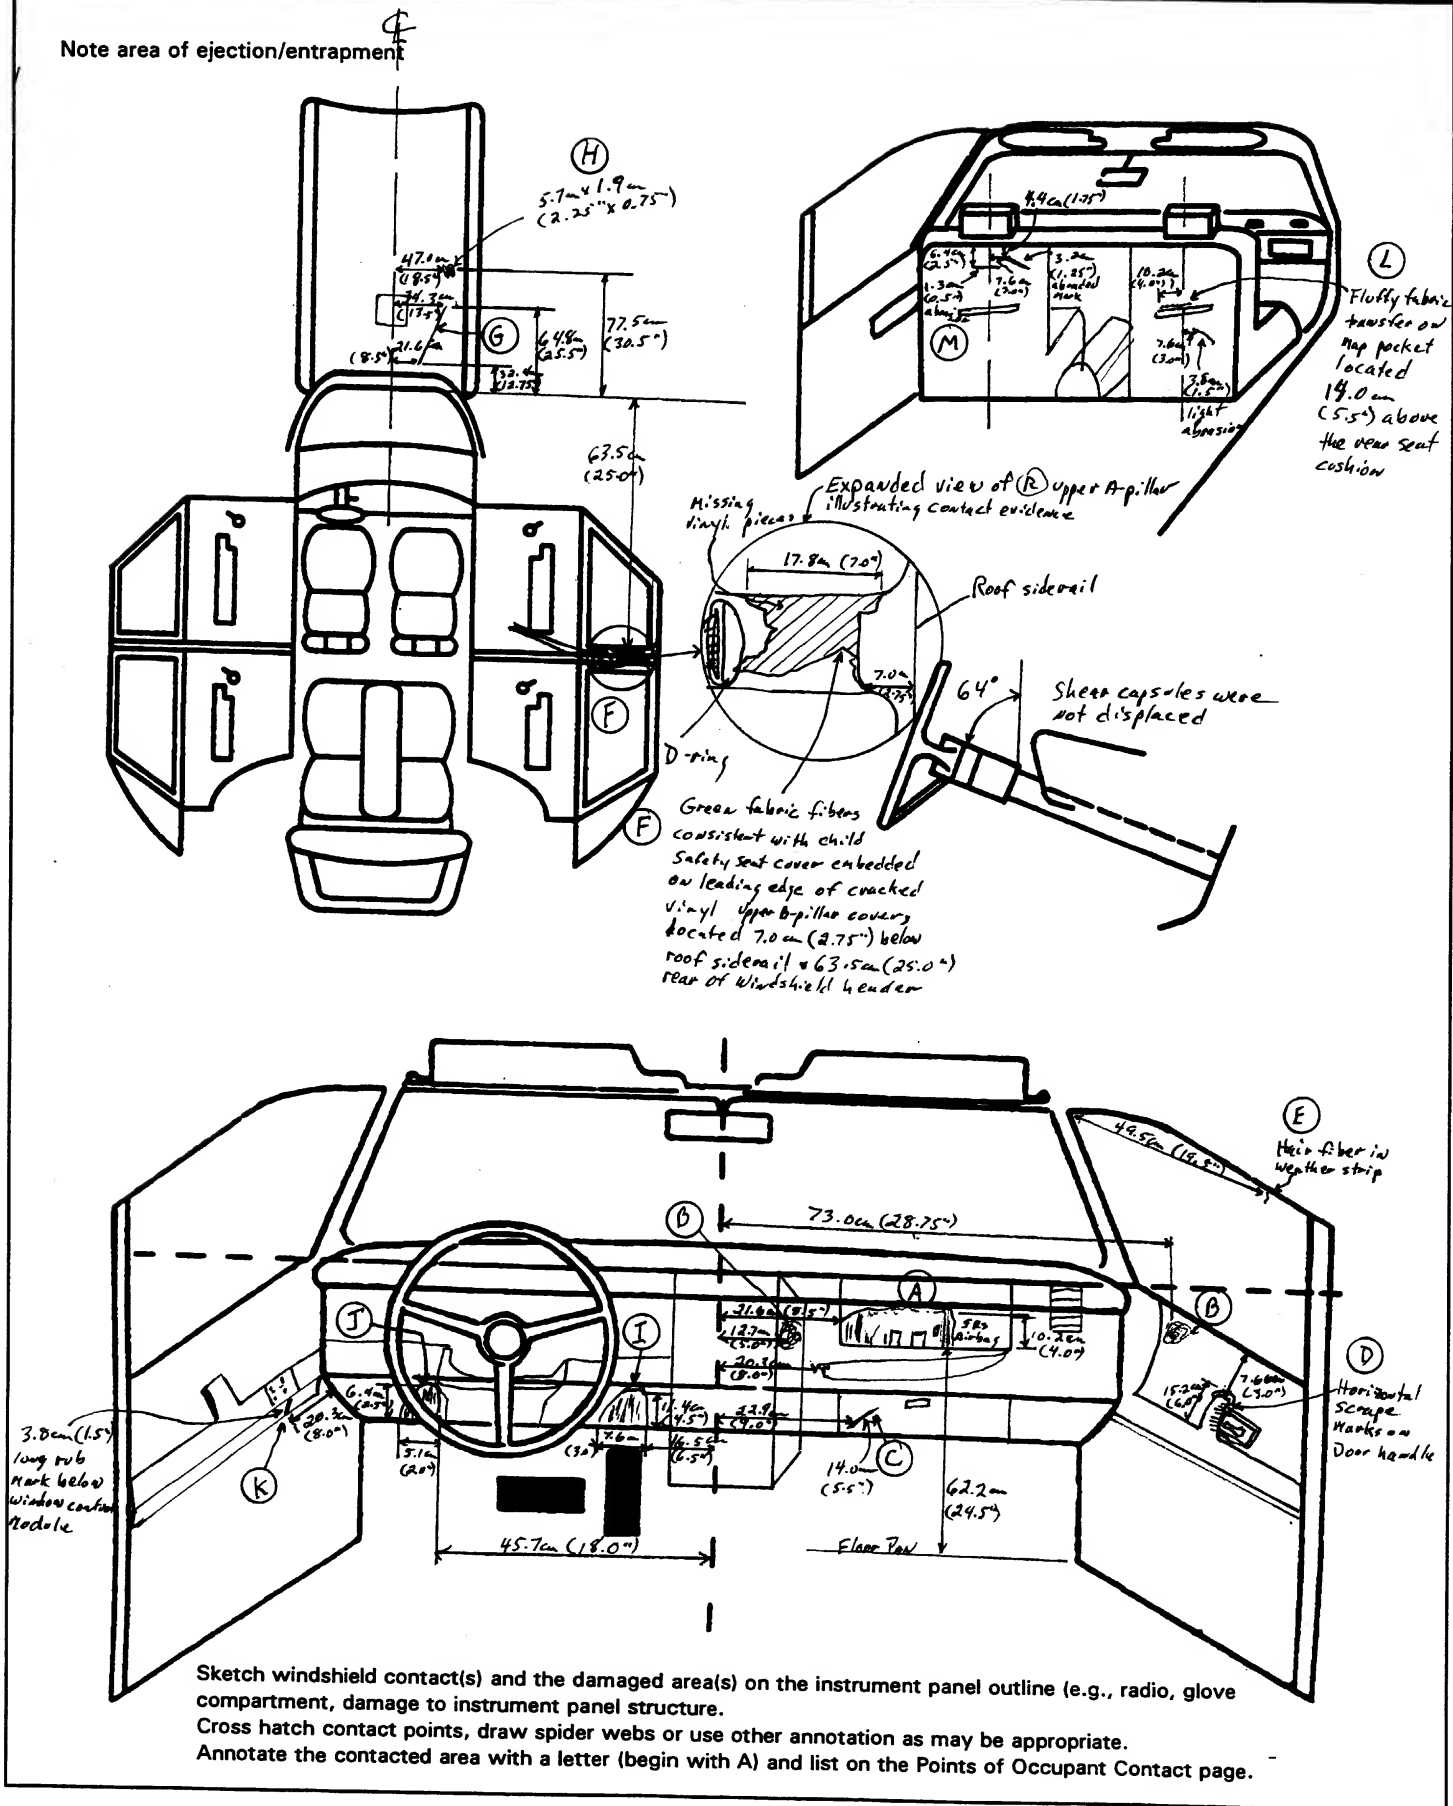 Note area of ejection/entrapment
H
5.7cm x 1.9cm
(2.25" x 0.75")
47.0cm
(18.5")
34.3cm
(13.5")
G
21.6
(8.5")
32.4
(12.75
64.8cm
(25.5")
77.5cm
(30.5")
63.5cm
(25.0")
4.4cm (1.75")
6.4cm
(2.5")
1.3cm
(0.5")
7.6cm
(3.0")
3.2cm
(1.25")
abraded
Mark
10.2cm
(4.0")
M
7.6cm
(3.0")
3.8cm
(1.5")
light
abrasion
L
Fluffy fabric
transfer on
Map pocket
located
14.0 cm
(5.5") above
the rear seat
cushion
Expanded view of R upper A-pillar
illustrating contact evidence
Missing
vinyl pieces
17.8cm (7.0")
Roof siderail
7.0cm
(2.75"
D-ring
F
F
64°
Shear capsules were
not displaced
Green fabric fibers
consistent with child
Safety seat cover embedded
on leading edge of cracked
vinyl upper B-pillar cover,
located 7.0 cm (2.75") below
roof siderail & 63.5cm (25.0")
rear of windshield header
E
49.5cm (19.5")
Hair fiber in
weather strip
B
73.0cm (28.75")
A
21.6cm (8.5")
12.7cm
(5.0")
20.3cm
(8.0")
SRS
Airbag
10.2cm
(4.0")
B
J
I
D
15.2cm
(6.0")
7.6cm
(3.0")
Horizontal
scrape
Marks on
Door handle
6.4cm
(2.5")
11.4cm
(4.5")
22.9cm
(9.0")
20.3cm
(8.0")
3.8cm (1.5")
long rub
Mark below
window control
Module
K
5.1cm
(2.0")
7.6cm
(3.0")
16.5cm
(6.5")
C
14.0cm
(5.5")
62.2cm
(24.5")
45.7cm (18.0")
Floor Pan
Sketch windshield contact(s) and the damaged area(s) on the instrument panel outline (e.g., radio, glove
compartment, damage to instrument panel structure.
Cross hatch contact points, draw spider webs or use other annotation as may be appropriate.
Annotate the contacted area with a letter (begin with A) and list on the Points of Occupant Contact page.